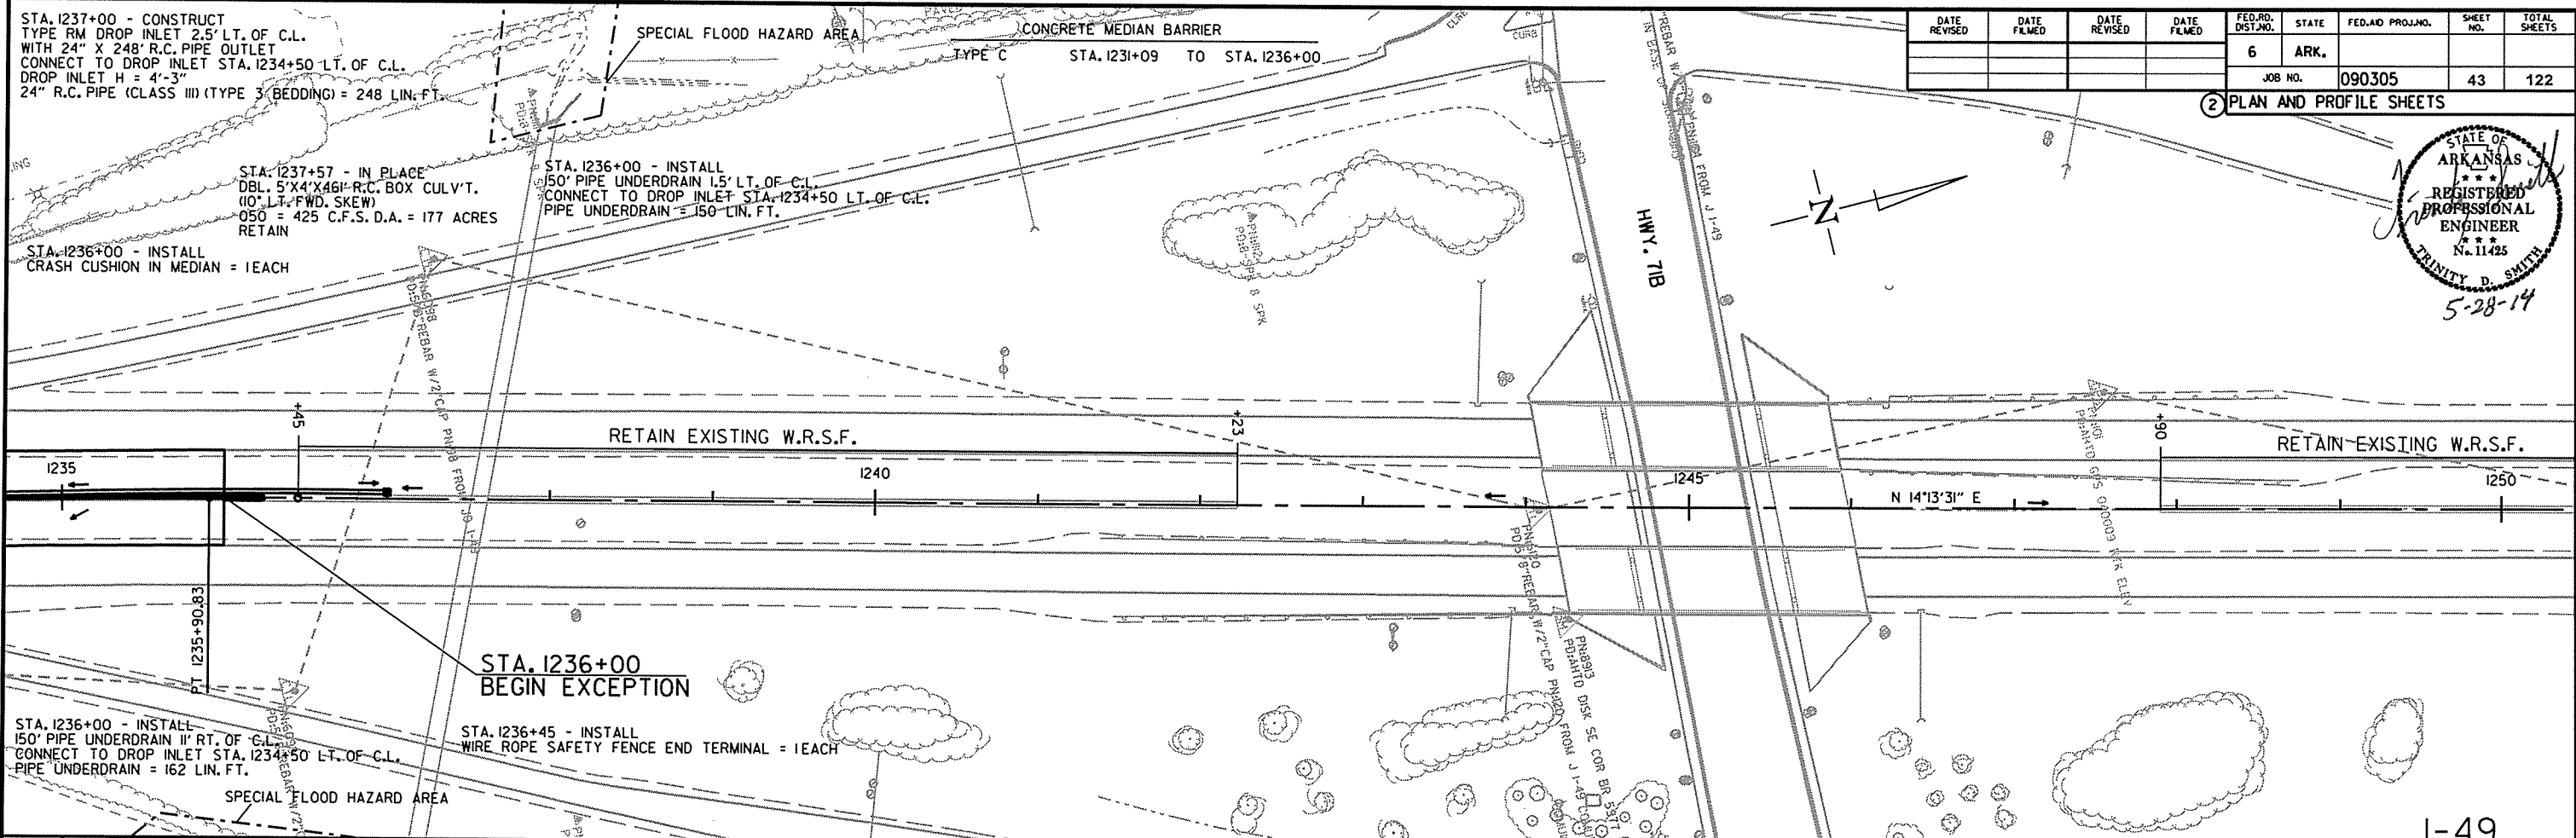 STA. 1237+00 - CONSTRUCT
TYPE RM DROP INLET 2.5' LT. OF C.L.
WITH 24" X 248' R.C. PIPE OUTLET
CONNECT TO DROP INLET STA. 1234+50 LT. OF C.L.
DROP INLET H = 4'-3"
24" R.C. PIPE (CLASS III) (TYPE 3 BEDDING) = 248 LIN. FT.
SPECIAL FLOOD HAZARD AREA
CONCRETE MEDIAN BARRIER
TYPE C STA. 1231+09 TO STA. 1236+00
DATE REVISED
DATE FILMED
DATE REVISED
DATE FILMED
FED.RD. DIST.NO.
STATE
FED.AID PROJ.NO.
SHEET NO.
TOTAL SHEETS
6 ARK.
JOB NO. 090305 43 122
2 PLAN AND PROFILE SHEETS
STATE OF
ARKANSAS
REGISTERED
PROFESSIONAL
ENGINEER
No. 11425
TRINITY D. SMITH
5-28-14
STA. 1237+57 - IN PLACE
DBL. 5'X4'X461' R.C. BOX CULV'T.
(10° LT. FWD. SKEW)
Q50 = 425 C.F.S. D.A. = 177 ACRES
RETAIN
STA. 1236+00 - INSTALL
150' PIPE UNDERDRAIN 1.5' LT. OF C.L.
CONNECT TO DROP INLET STA. 1234+50 LT. OF C.L.
PIPE UNDERDRAIN = 150 LIN. FT.
STA. 1236+00 - INSTALL
CRASH CUSHION IN MEDIAN = 1 EACH
HWY. 71B
N
CURB
+45
RETAIN EXISTING W.R.S.F.
+23
+90
RETAIN EXISTING W.R.S.F.
1235
1240
1245
N 14°13'31" E
1250
PT 1235+90.83
STA. 1236+00
BEGIN EXCEPTION
STA. 1236+00 - INSTALL
150' PIPE UNDERDRAIN 11' RT. OF C.L.
CONNECT TO DROP INLET STA. 1234+50 LT. OF C.L.
PIPE UNDERDRAIN = 162 LIN. FT.
STA. 1236+45 - INSTALL
WIRE ROPE SAFETY FENCE END TERMINAL = 1 EACH
SPECIAL FLOOD HAZARD AREA
PN:8913
PD:AHTD DISK SE COR BR 5977
I-49